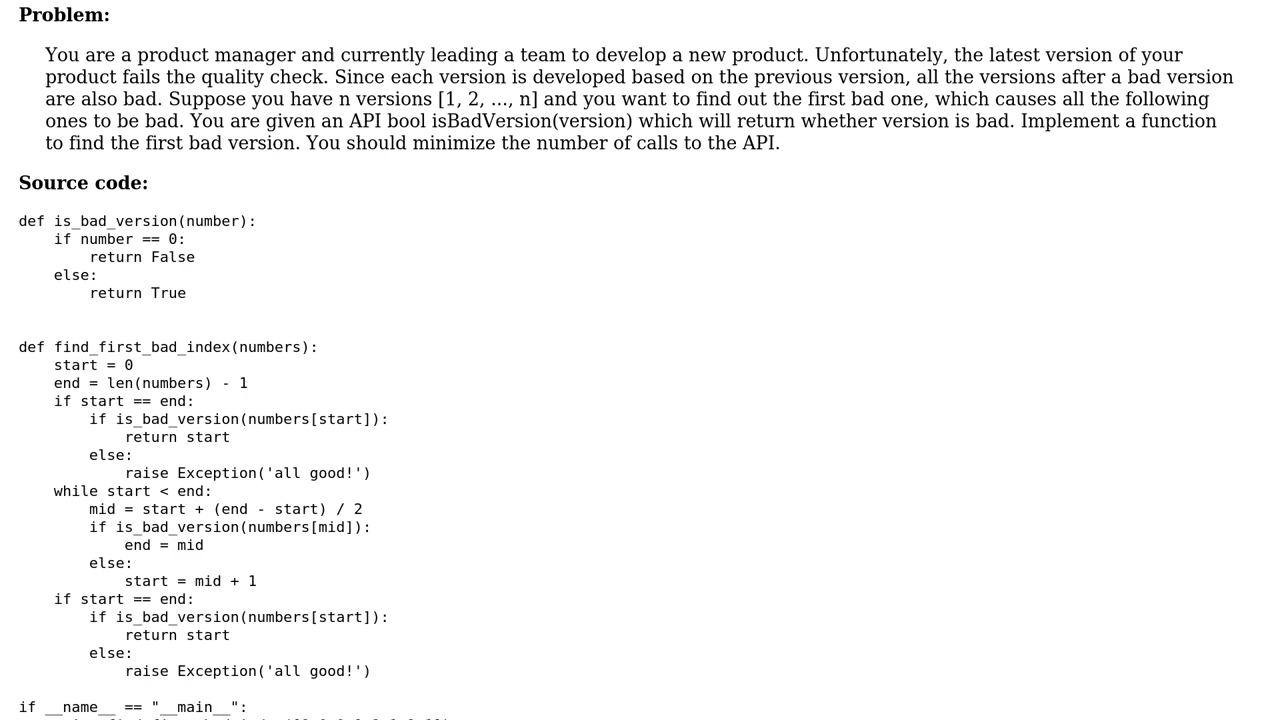 Problem:
You are a product manager and currently leading a team to develop a new product. Unfortunately, the latest version of your
product fails the quality check. Since each version is developed based on the previous version, all the versions after a bad version
are also bad. Suppose you have n versions [1, 2, ..., n] and you want to find out the first bad one, which causes all the following
ones to be bad. You are given an API bool isBadVersion(version) which will return whether version is bad. Implement a function
to find the first bad version. You should minimize the number of calls to the API.
Source code:
def is_bad_version(number):
    if number == 0:
        return False
    else:
        return True
def find_first_bad_index(numbers):
    start = 0
    end = len(numbers) - 1
    if start == end:
        if is_bad_version(numbers[start]):
            return start
        else:
            raise Exception('all good!')
    while start < end:
        mid = start + (end - start) / 2
        if is_bad_version(numbers[mid]):
            end = mid
        else:
            start = mid + 1
    if start == end:
        if is_bad_version(numbers[start]):
            return start
        else:
            raise Exception('all good!')
if __name__ == "__main__":